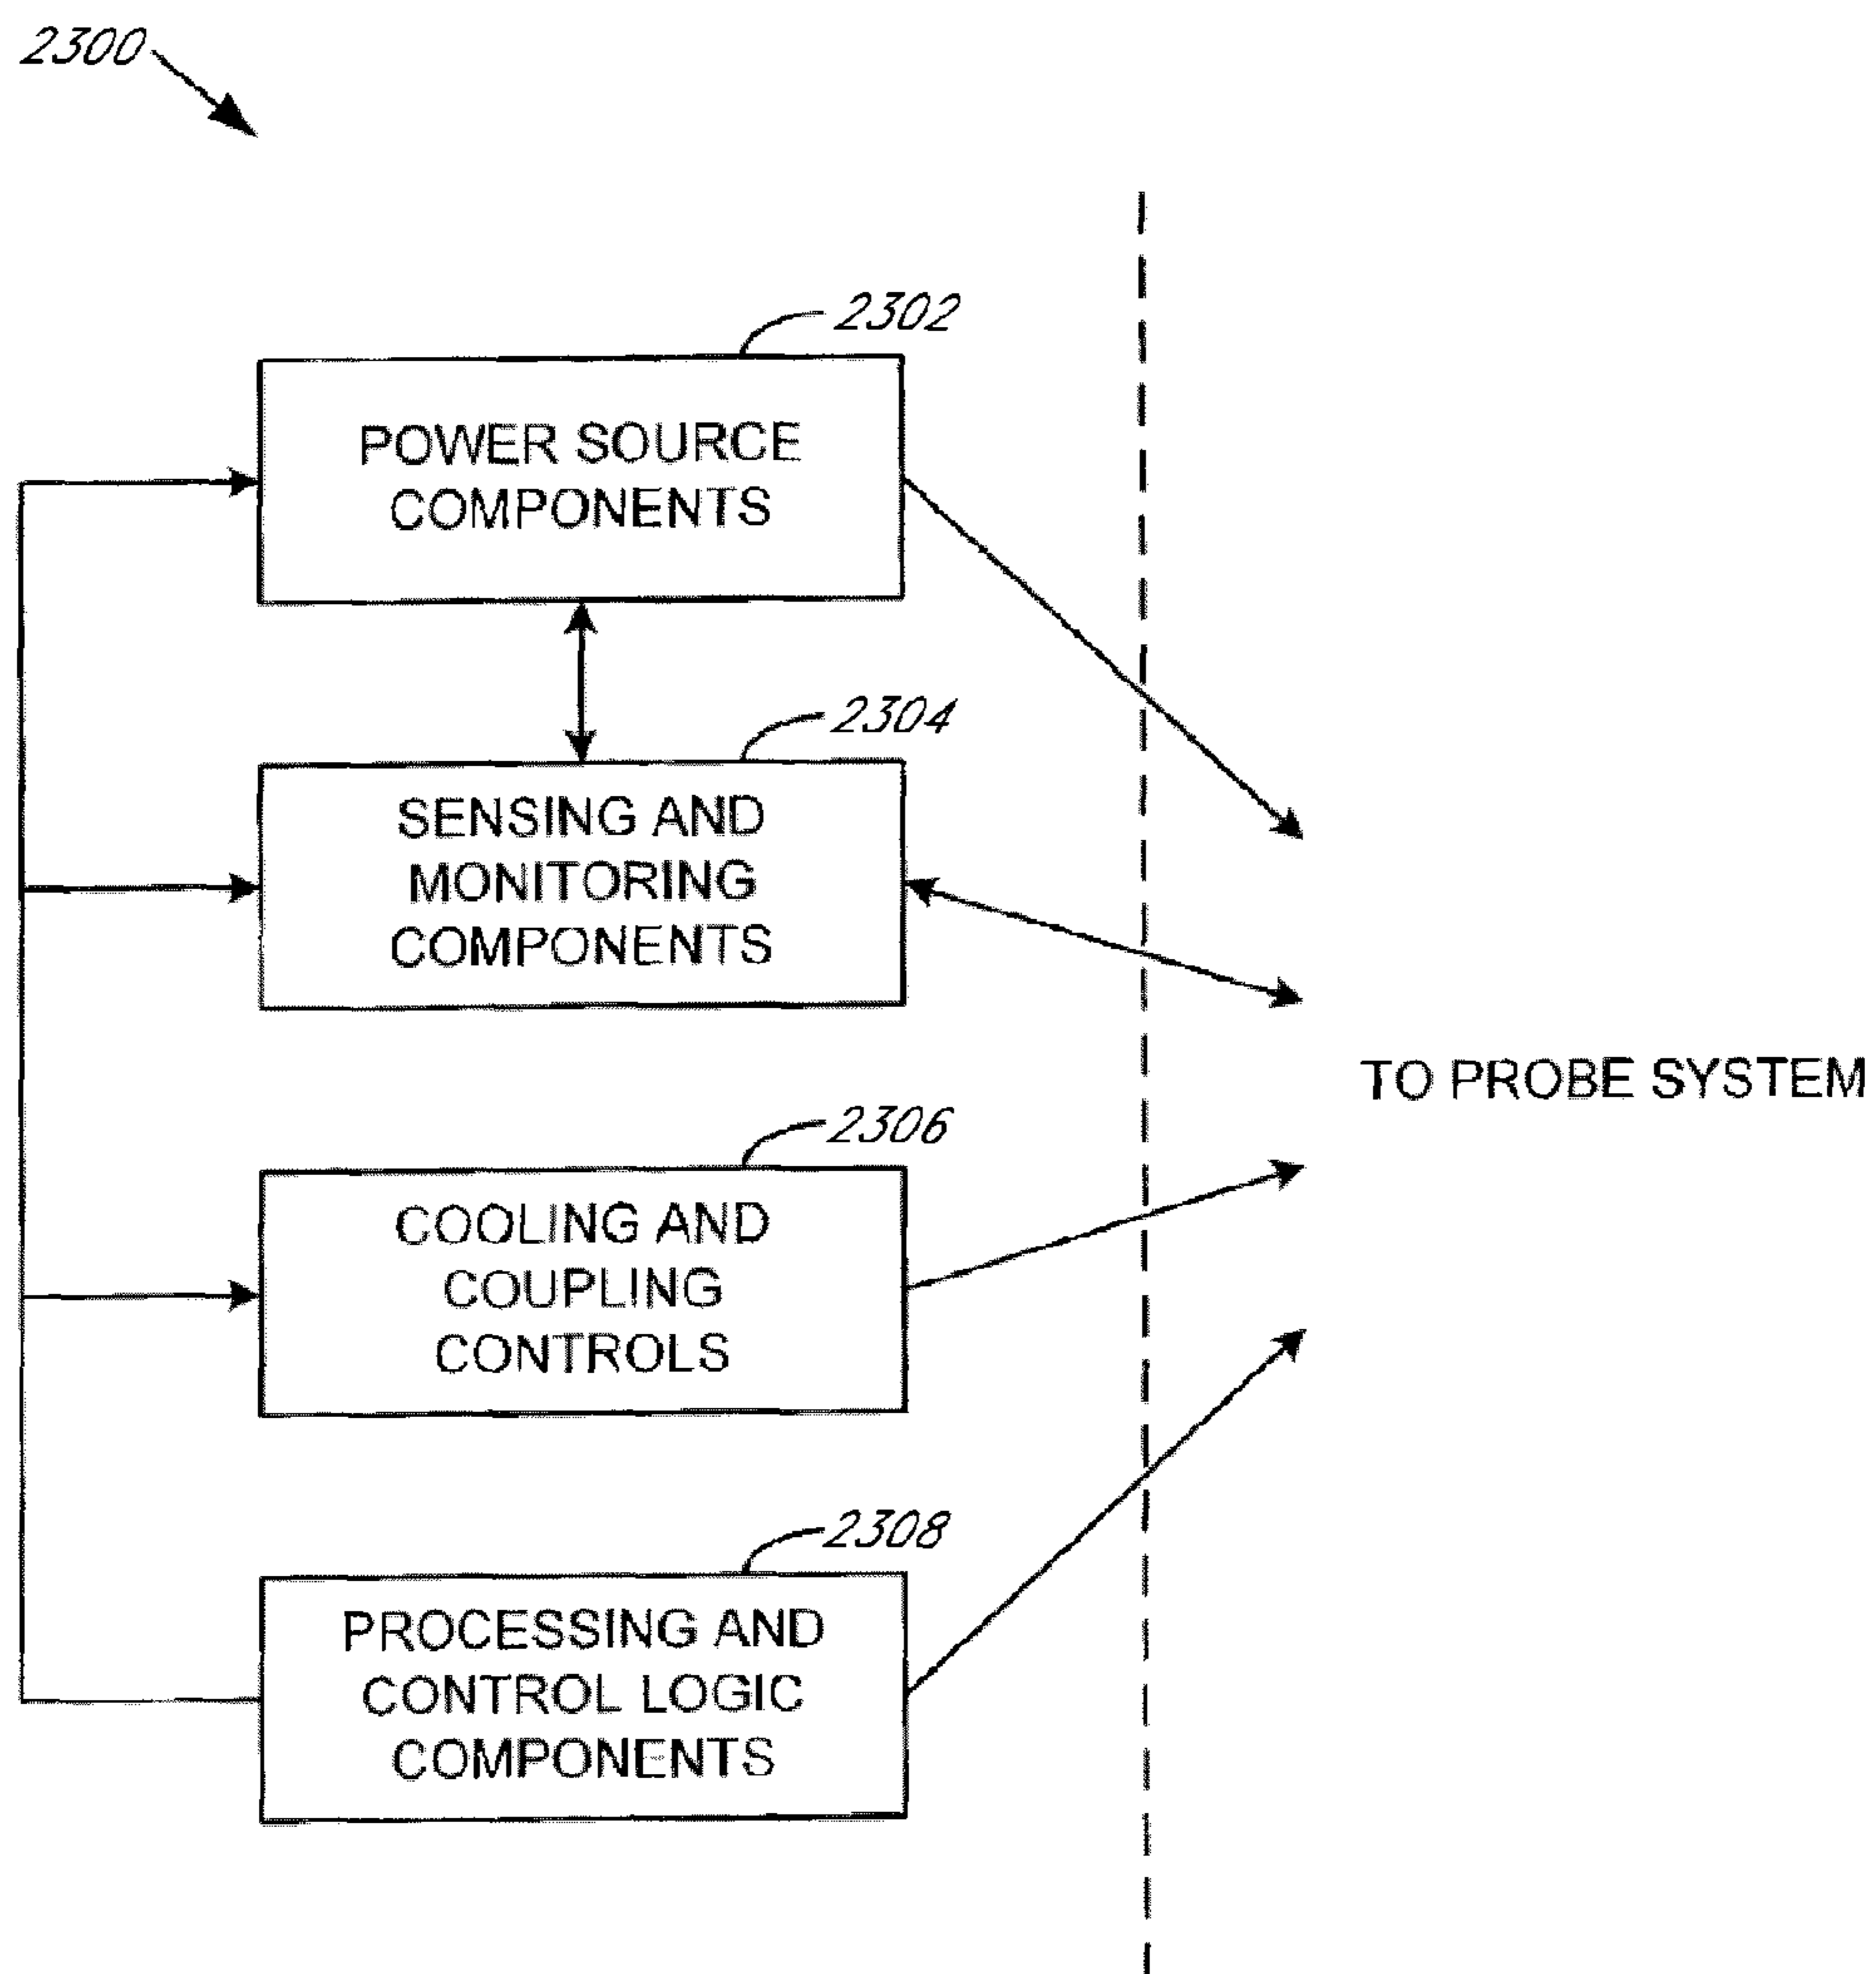 2300
2302
POWER SOURCE
COMPONENTS
2304
SENSING AND
MONITORING
COMPONENTS
TO PROBE SYSTEM
2306
COOLING AND
COUPLING
CONTROLS
2308
PROCESSING AND
CONTROL LOGIC
COMPONENTS